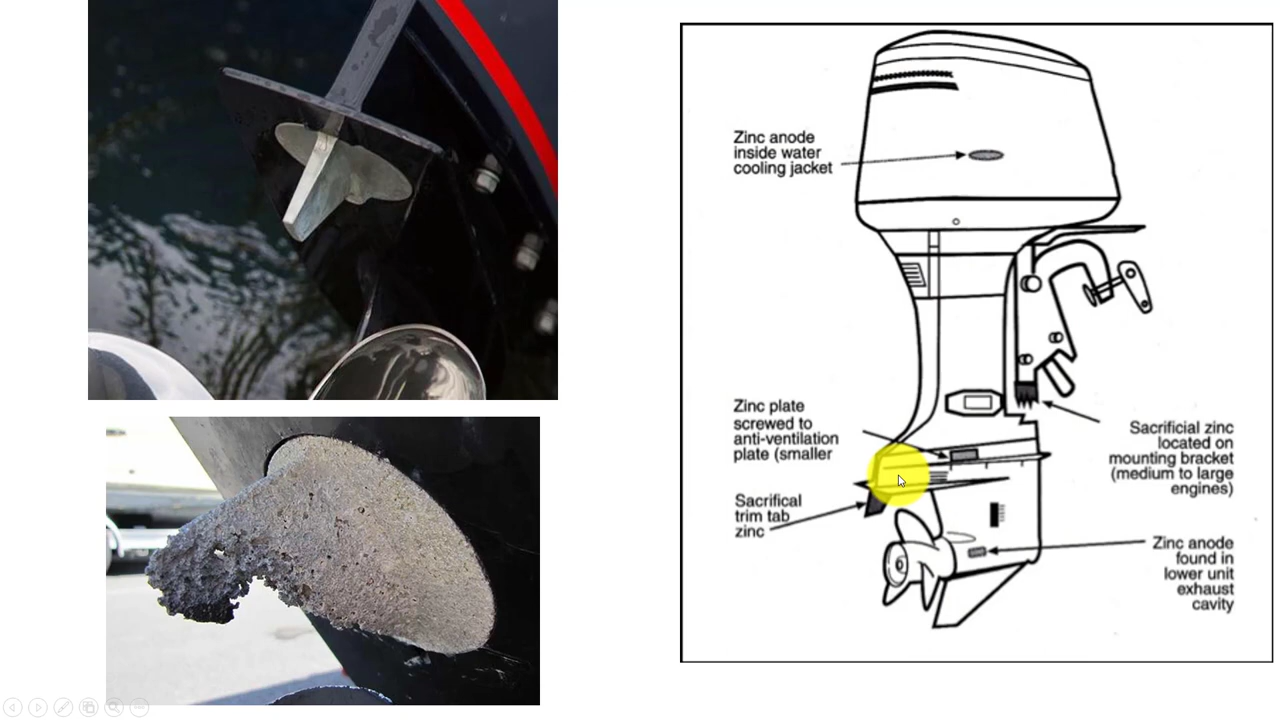 Zinc anode
inside water
cooling jacket
Zinc plate
screwed to
anti-ventilation
plate (smaller
Sacrifical
trim tab
zinc
Sacrificial zinc
located on
mounting bracket
(medium to large
engines)
Zinc anode
found in
lower unit
exhaust
cavity